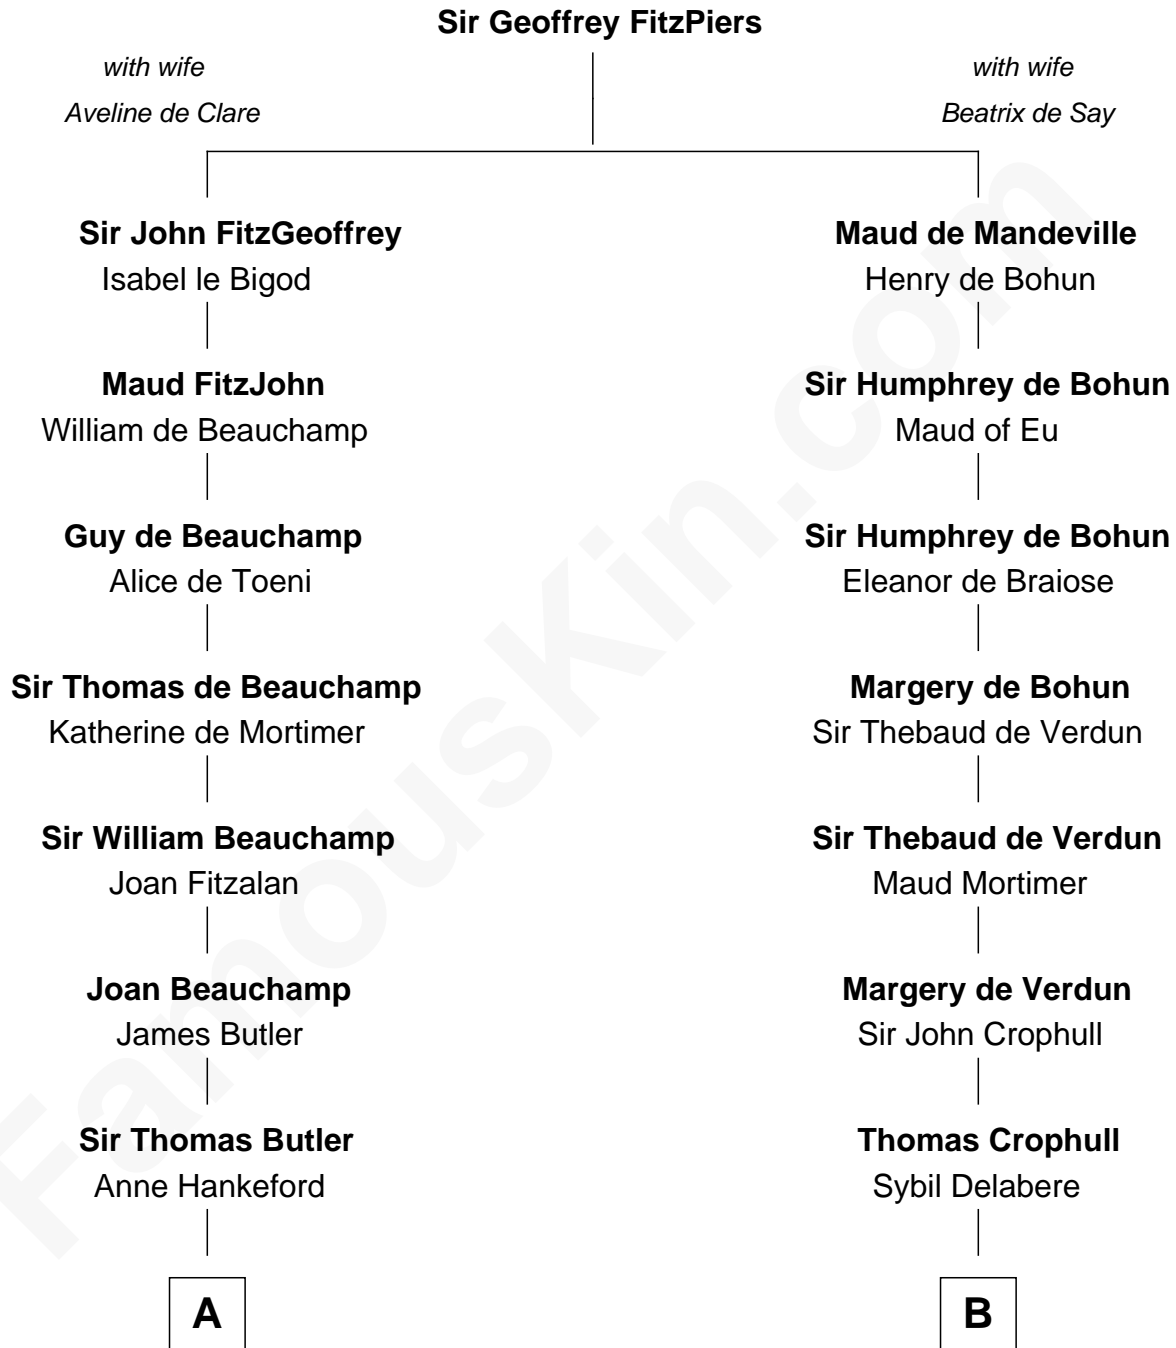 Sir Geoffrey FitzPiers
with wife
Aveline de Clare
with wife
Beatrix de Say
Sir John FitzGeoffrey
Isabel le Bigod
Maud de Mandeville
Henry de Bohun
Maud FitzJohn
William de Beauchamp
Sir Humphrey de Bohun
Maud of Eu
Guy de Beauchamp
Alice de Toeni
Sir Humphrey de Bohun
Eleanor de Braiose
Sir Thomas de Beauchamp
Katherine de Mortimer
Margery de Bohun
Sir Thebaud de Verdun
Sir William Beauchamp
Joan Fitzalan
Sir Thebaud de Verdun
Maud Mortimer
Joan Beauchamp
James Butler
Margery de Verdun
Sir John Crophull
Sir Thomas Butler
Anne Hankeford
Thomas Crophull
Sybil Delabere
A
B
FamousKin.com